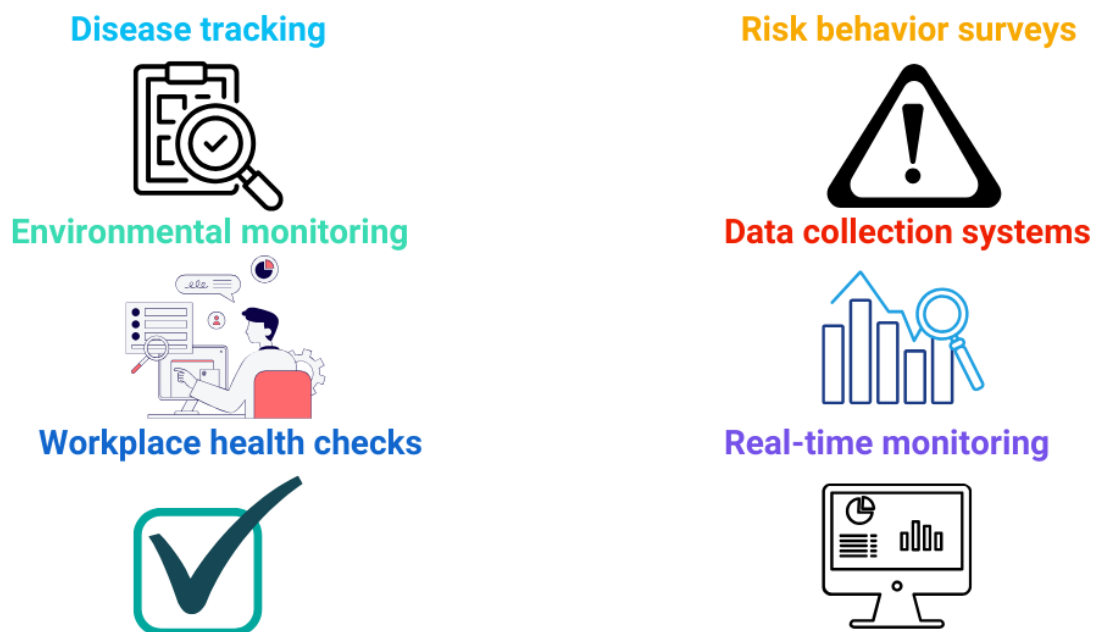 Disease tracking
Risk behavior surveys
Environmental monitoring
Data collection systems
Workplace health checks
Real-time monitoring